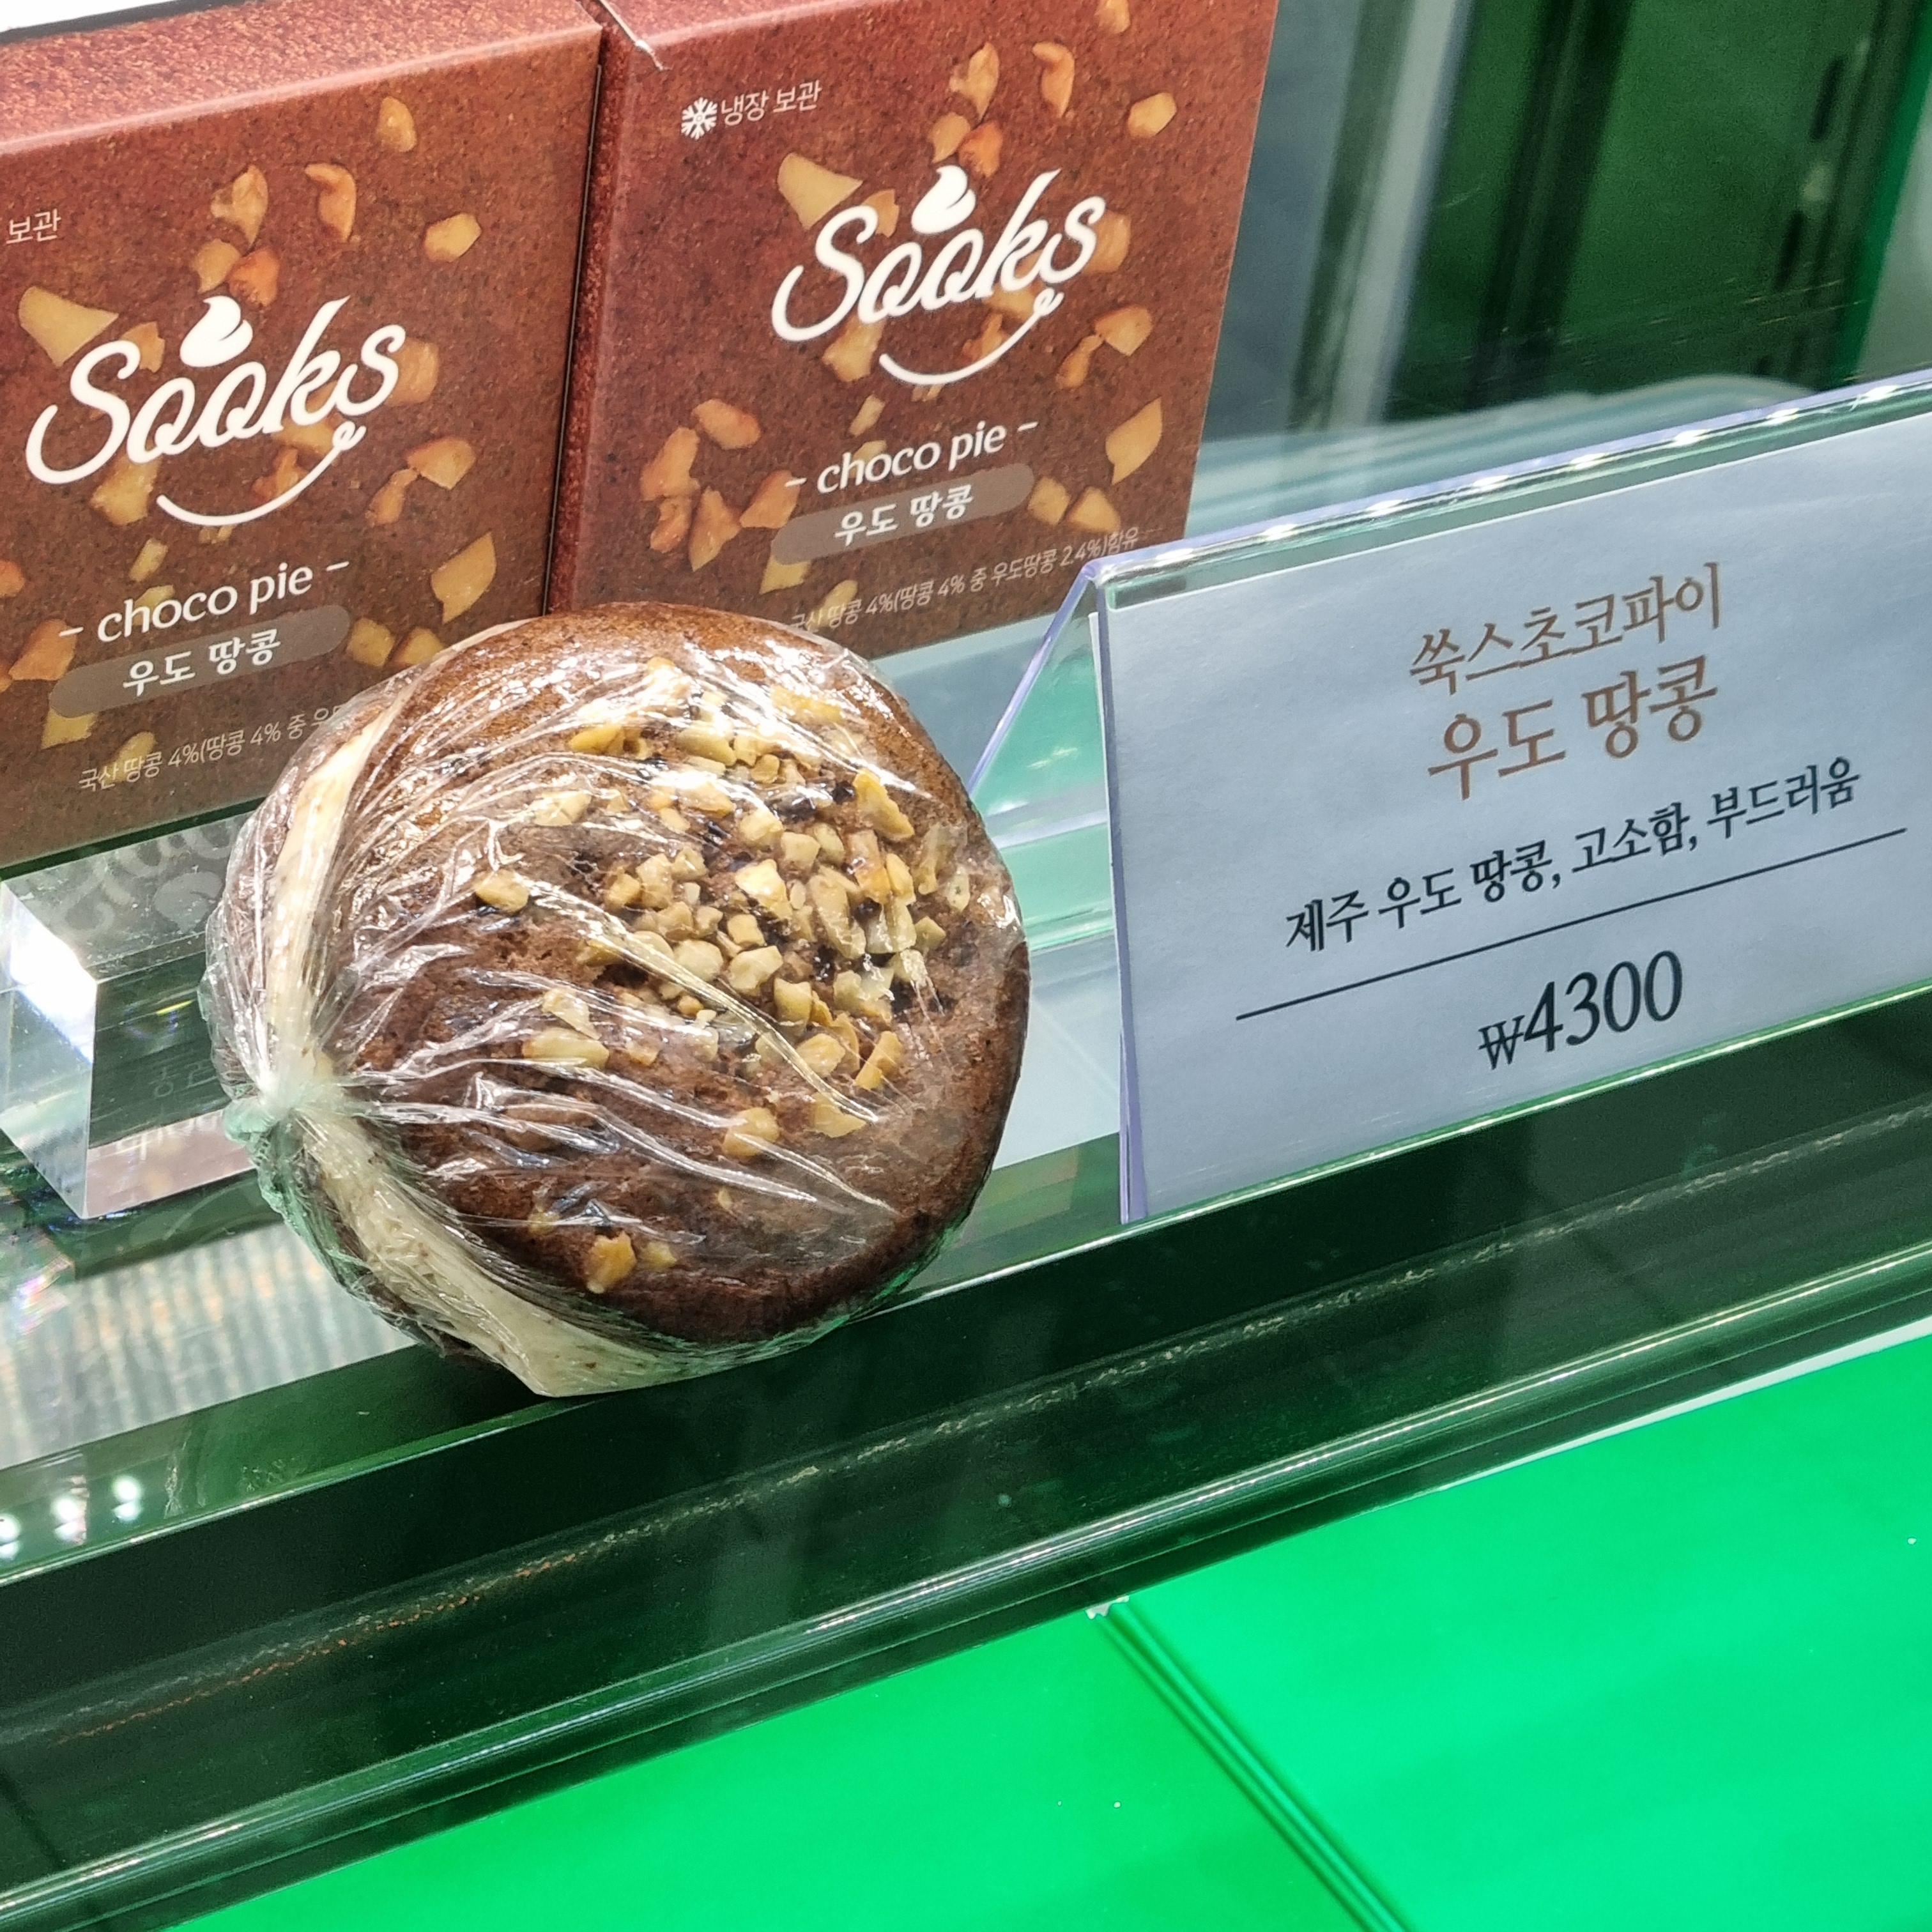 보관
Sooks
- choco pie -
우도 땅콩
국산 땅콩 4%(땅콩 4% 중
냉장 보관
Sooks
- choco pie -
우도 땅콩
국산 땅콩 4%(땅콩 4% 중 우도땅콩 2.4%)함유
쑥스초코파이
우도 땅콩
제주 우도 땅콩, 고소함, 부드러움
₩4300